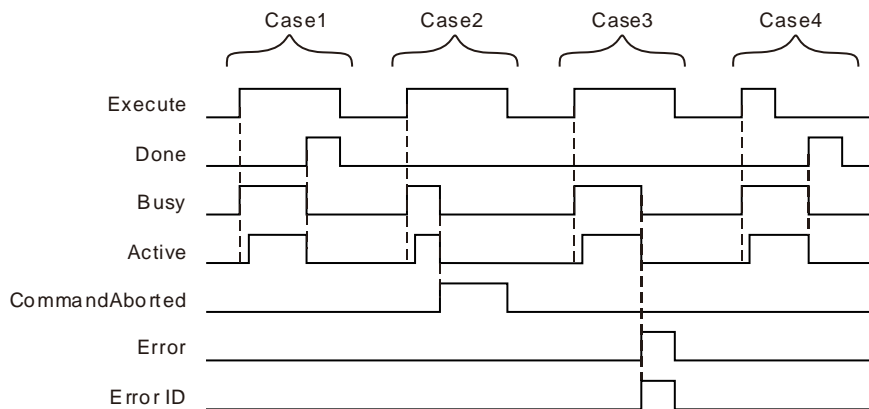 Case1 Case2 Case3 Case4
Execute
Done
Busy
Active
CommandAborted
Error
Error ID